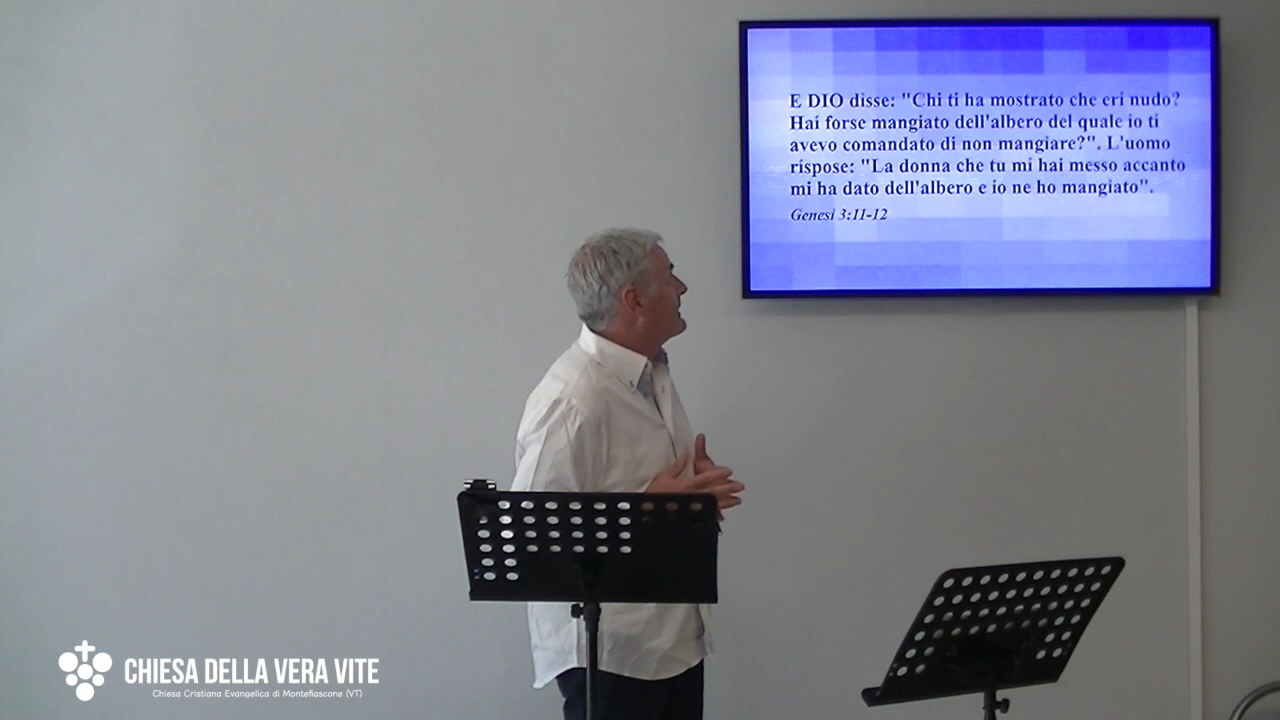 E DIO disse: "Chi ti ha mostrato che eri nudo?
Hai forse mangiato dell'albero del quale io ti
avevo comandato di non mangiare?". L'uomo
rispose: "La donna che tu mi hai messo accanto
mi ha dato dell'albero e io ne ho mangiato".
Genesi 3:11-12
CHIESA DELLA VERA VITE
Chiesa Cristiana Evangelica di Montefiascone (VT)